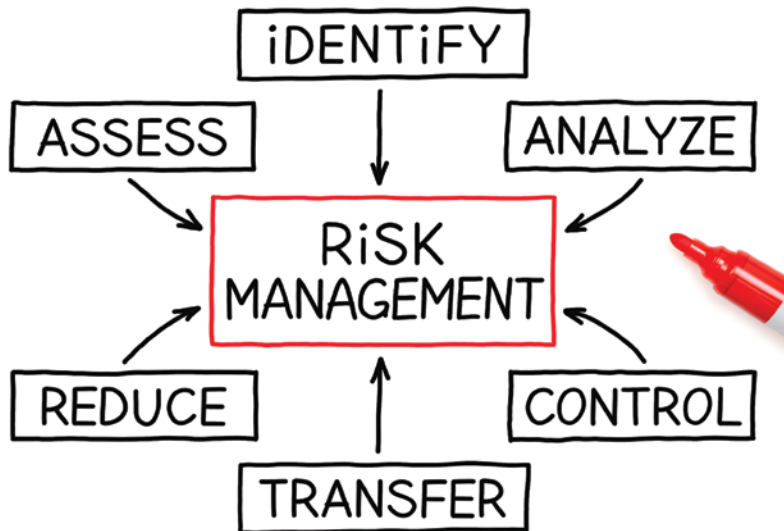 iDENTiFY
ASSESS
ANALYZE
RiSK
MANAGEMENT
REDUCE
CONTROL
TRANSFER